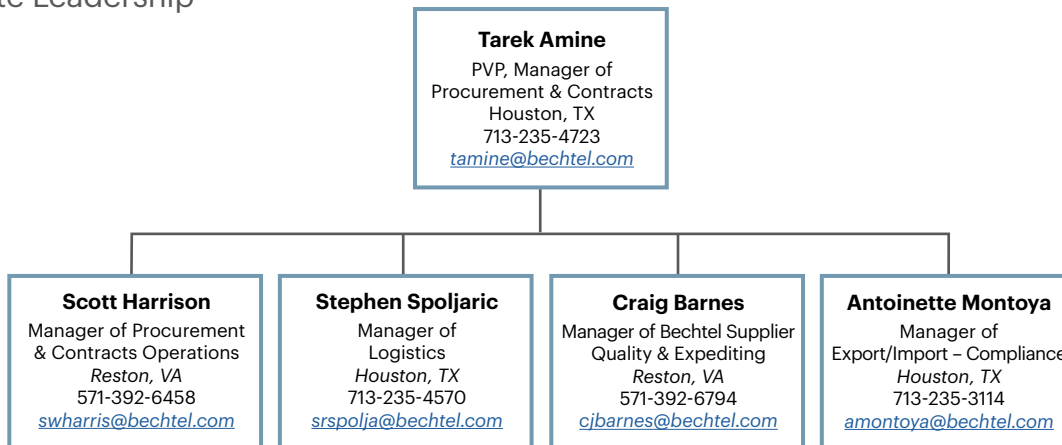 Leadership
Tarek Amine
PVP, Manager of
Procurement & Contracts
Houston, TX
713-235-4723
tamine@bechtel.com
Scott Harrison
Manager of Procurement
& Contracts Operations
Reston, VA
571-392-6458
swharris@bechtel.com
Stephen Spoljaric
Manager of
Logistics
Houston, TX
713-235-4570
srspolja@bechtel.com
Craig Barnes
Manager of Bechtel Supplier
Quality & Expediting
Reston, VA
571-392-6794
cjbarnes@bechtel.com
Antoinette Montoya
Manager of
Export/Import – Compliance
Houston, TX
713-235-3114
amontoya@bechtel.com